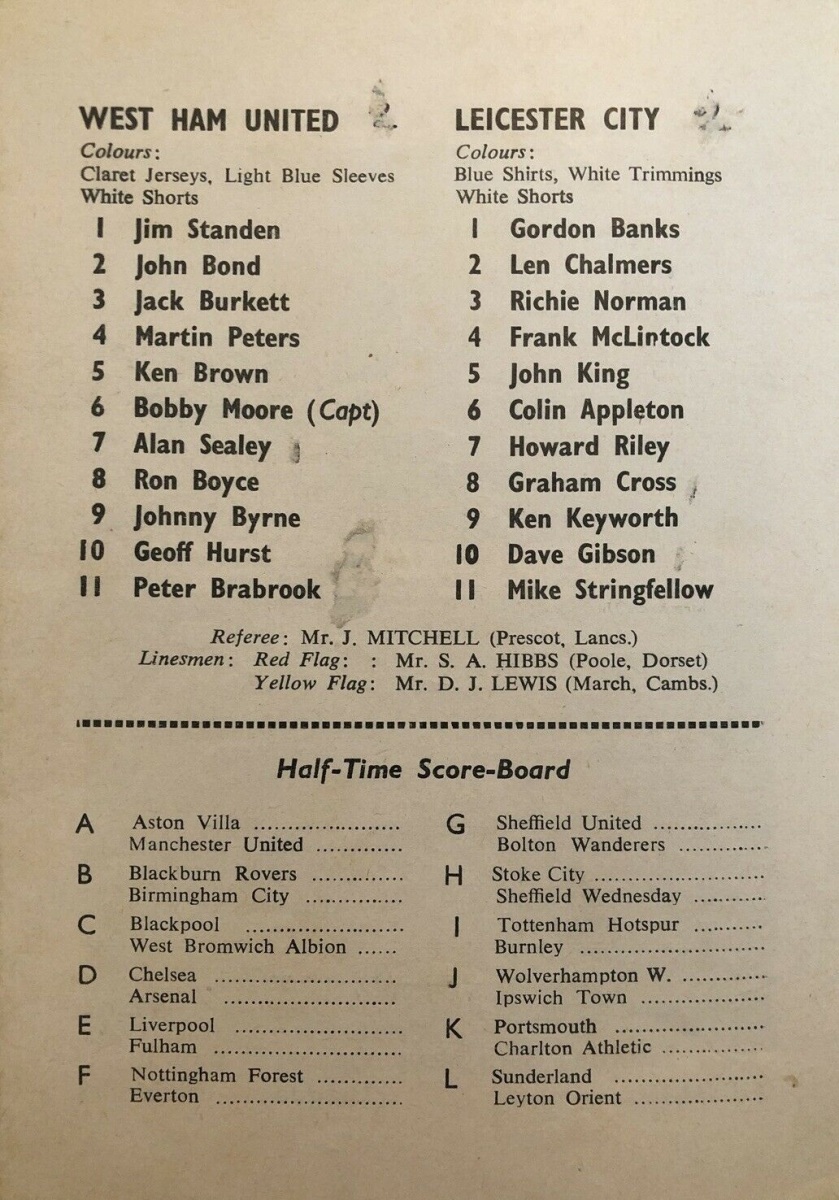 WEST HAM UNITED
Colours:
Claret Jerseys, Light Blue Sleeves
White Shorts
1 Jim Standen
2 John Bond
3 Jack Burkett
4 Martin Peters
5 Ken Brown
6 Bobby Moore (Capt)
7 Alan Sealey
8 Ron Boyce
9 Johnny Byrne
10 Geoff Hurst
11 Peter Brabrook
LEICESTER CITY
Colours:
Blue Shirts, White Trimmings
White Shorts
1 Gordon Banks
2 Len Chalmers
3 Richie Norman
4 Frank McLintock
5 John King
6 Colin Appleton
7 Howard Riley
8 Graham Cross
9 Ken Keyworth
10 Dave Gibson
11 Mike Stringfellow
Referee: Mr. J. MITCHELL (Prescot, Lancs.)
Linesmen: Red Flag: : Mr. S. A. HIBBS (Poole, Dorset)
Yellow Flag: Mr. D. J. LEWIS (March, Cambs.)
Half-Time Score-Board
A Aston Villa ......................
Manchester United .............
B Blackburn Rovers ..............
Birmingham City ...............
C Blackpool ........................
West Bromwich Albion ......
D Chelsea ............................
Arsenal ..........................
E Liverpool .........................
Fulham ............................
F Nottingham Forest .............
Everton ............................
G Sheffield United .................
Bolton Wanderers ..............
H Stoke City ..........................
Sheffield Wednesday ...........
I Tottenham Hotspur ...........
Burnley ............................
J Wolverhampton W. .............
Ipswich Town ...................
K Portsmouth .......................
Charlton Athletic ...............
L Sunderland .......................
Leyton Orient ....................